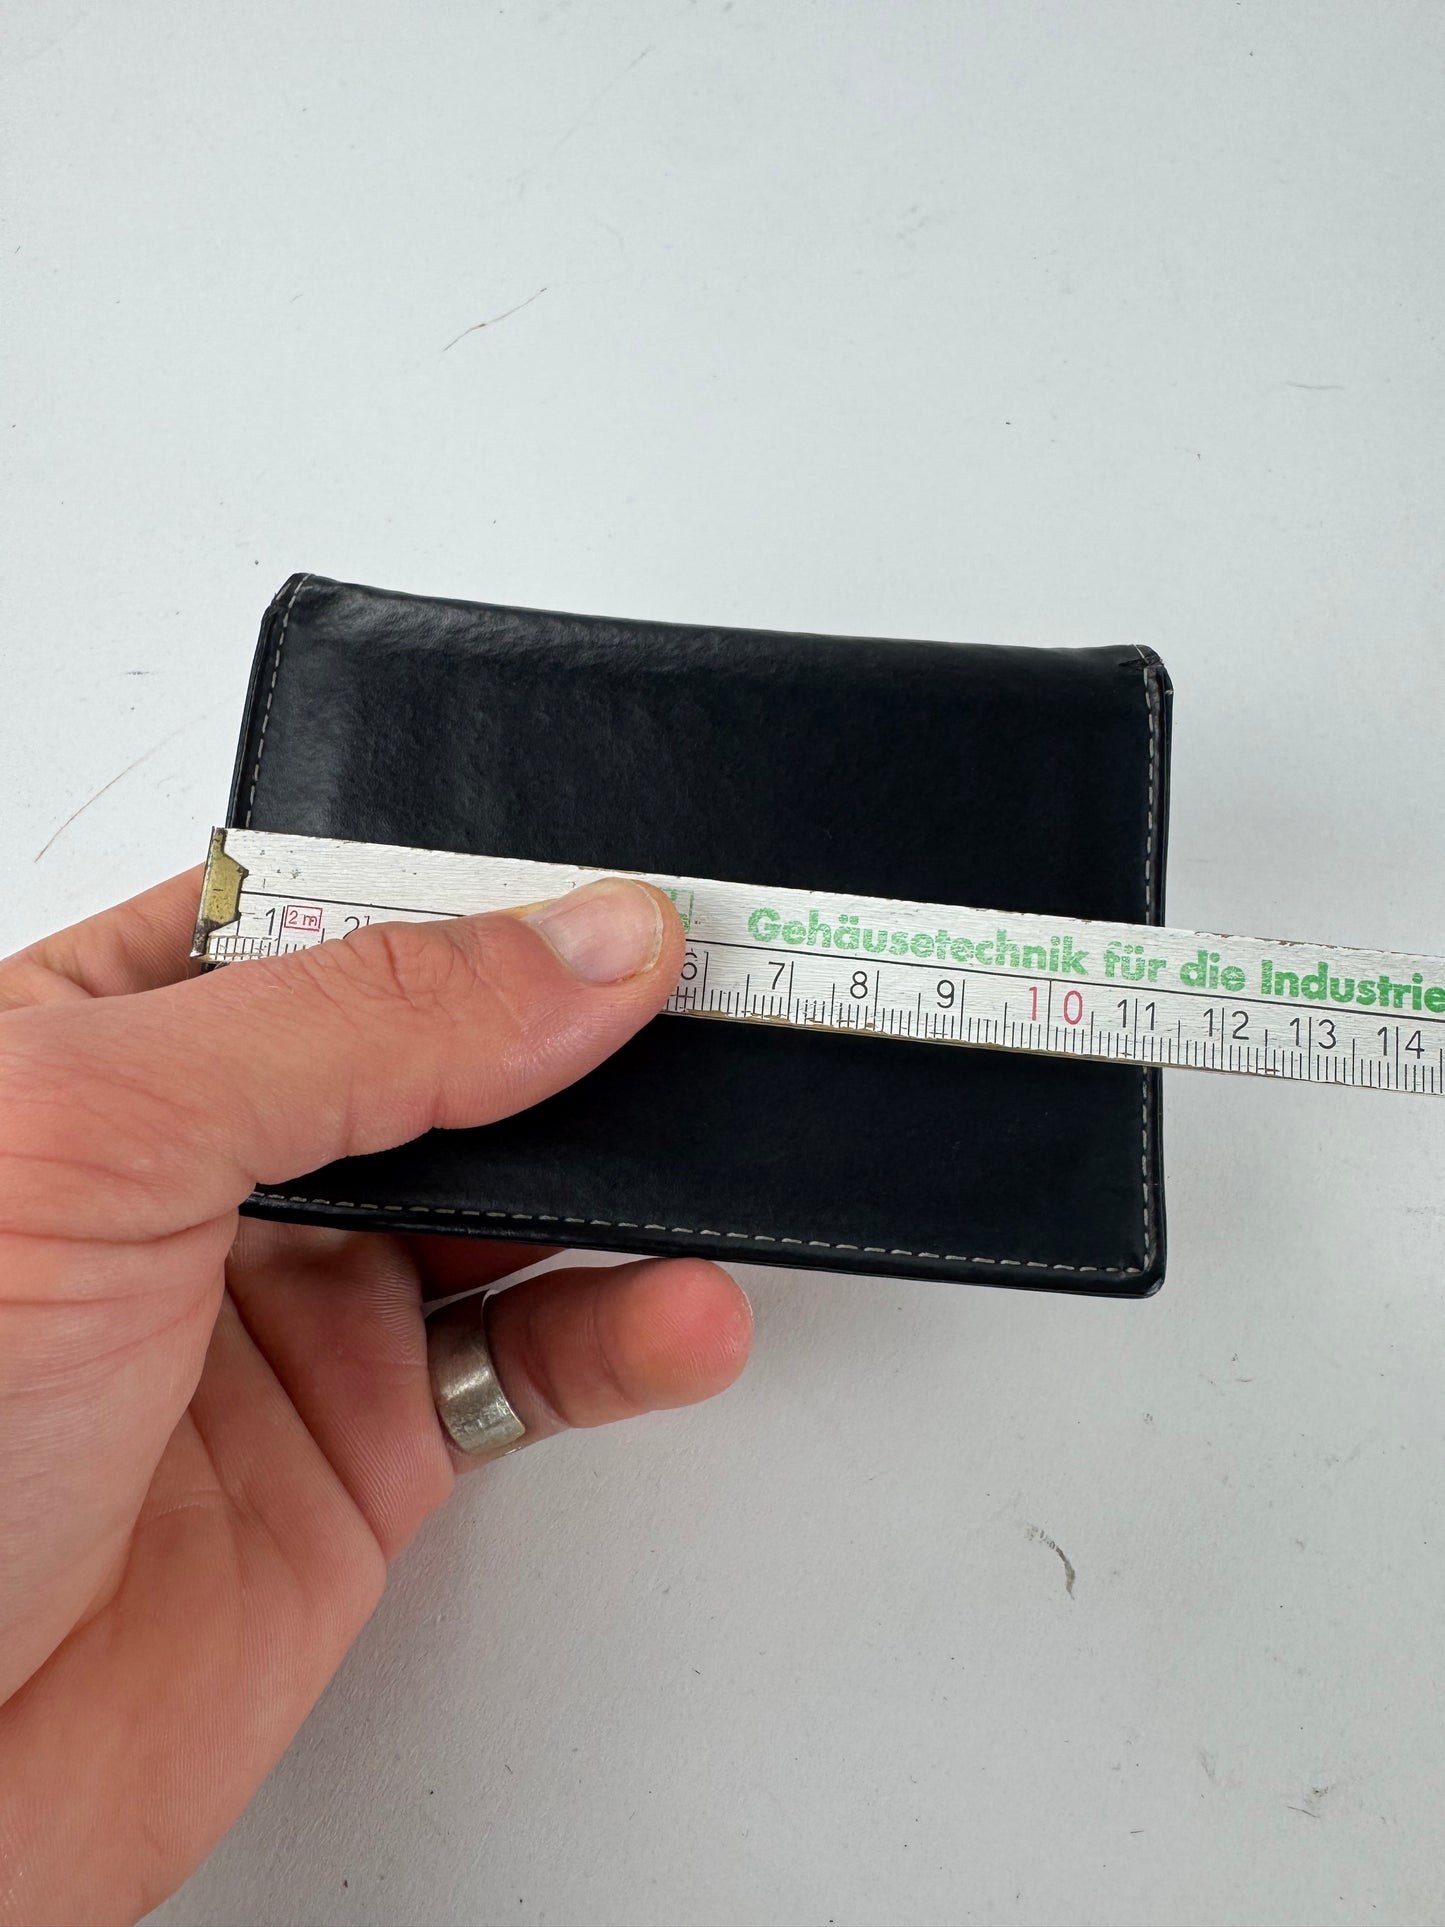 Gehäusetechnik für die Industrie
1 2m 2 6 7 8 9 10 11 12 13 14